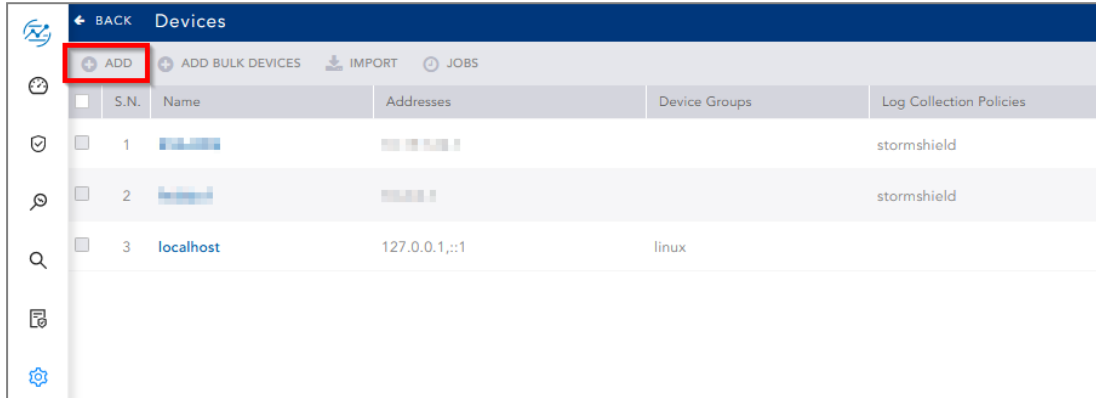 BACK Devices
ADD ADD BULK DEVICES IMPORT JOBS
S.N. Name Addresses Device Groups Log Collection Policies
1 stormshield
2 stormshield
3 localhost 127.0.0.1,::1 linux